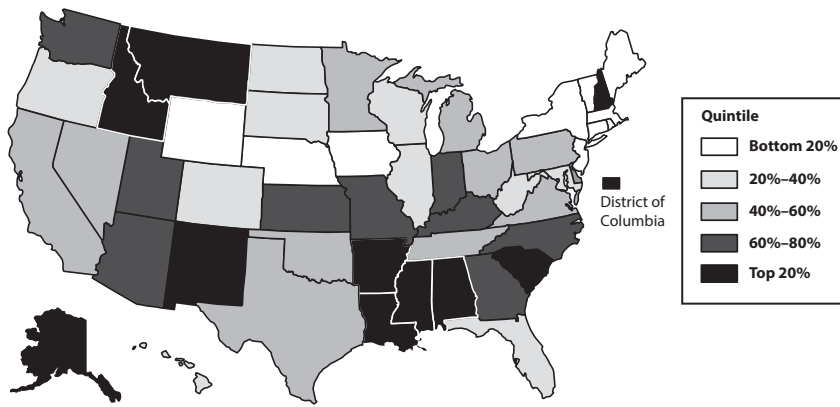 District of
Columbia
Quintile
Bottom 20%
20%–40%
40%–60%
60%–80%
Top 20%